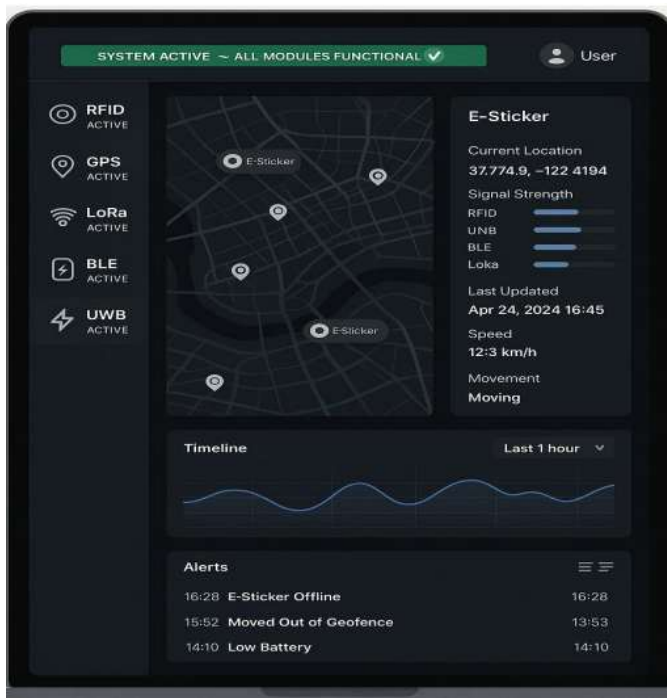 SYSTEM ACTIVE ~ ALL MODULES FUNCTIONAL
User
RFID
ACTIVE
GPS
ACTIVE
LoRa
ACTIVE
BLE
ACTIVE
UWB
ACTIVE
E-Sticker
E-Slicker
E-Sticker
Current Location
37.774.9, –122 4194
Signal Strength
RFID
UNB
BLE
Loka
Last Updated
Apr 24, 2024 16:45
Speed
12:3 km/h
Movement
Moving
Timeline
Last 1 hour
Alerts
16:28 E-Sticker Offline 16:28
15:52 Moved Out of Geofence 13:53
14:10 Low Battery 14:10